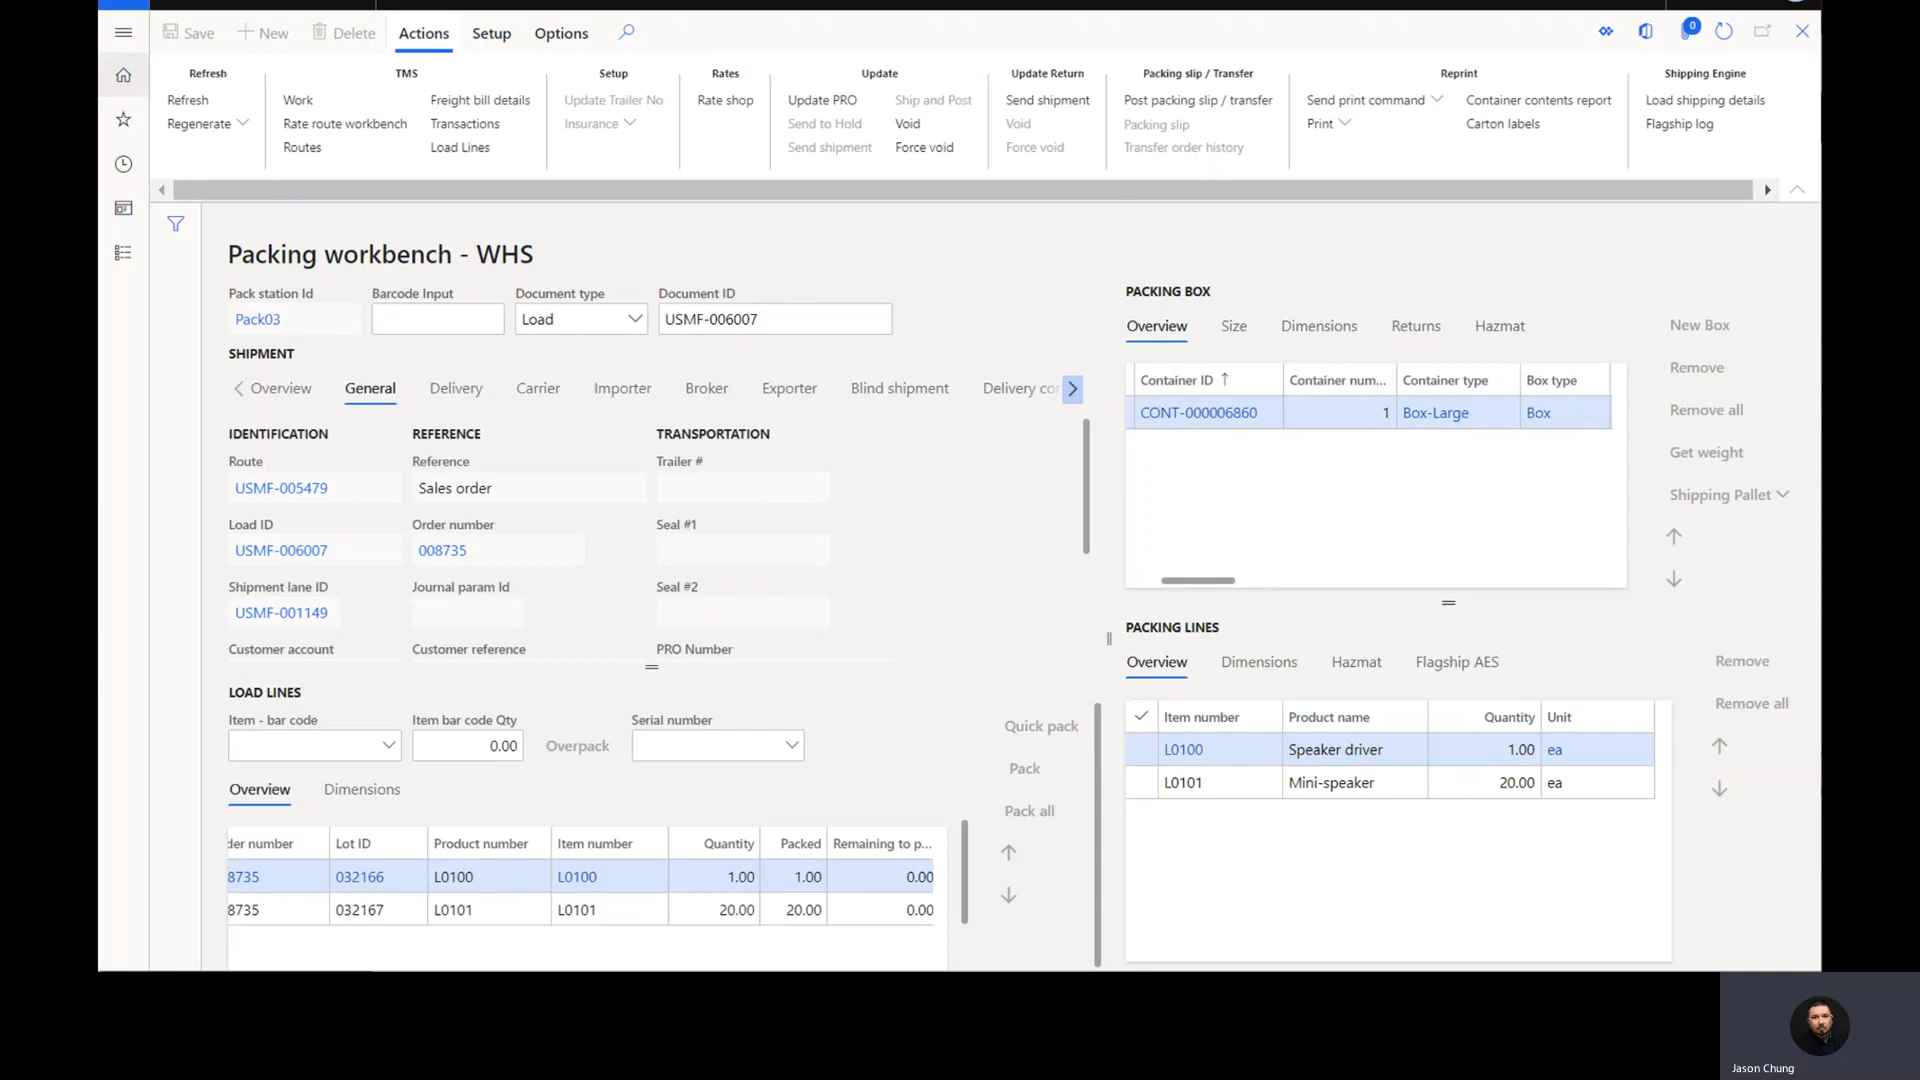 Save New Delete Actions Setup Options 0
Refresh TMS Setup Rates Update Update Return Packing slip / Transfer Reprint Shipping Engine
Refresh Work Freight bill details Update Trailer No Rate shop Update PRO Ship and Post Send shipment Post packing slip / transfer Send print command Container contents report Load shipping details
Regenerate Rate route workbench Transactions Insurance Send to Hold Void Void Packing slip Print Carton labels Flagship log
Routes Load Lines Send shipment Force void Force void Transfer order history
Packing workbench - WHS
Pack station Id Barcode Input Document type Document ID
Pack03 Load USMF-006007
SHIPMENT
Overview General Delivery Carrier Importer Broker Exporter Blind shipment Delivery co
IDENTIFICATION REFERENCE TRANSPORTATION
Route Reference Trailer #
USMF-005479 Sales order
Load ID Order number Seal #1
USMF-006007 008735
Shipment lane ID Journal param Id Seal #2
USMF-001149
Customer account Customer reference PRO Number
LOAD LINES
Item - bar code Item bar code Qty Serial number
0.00 Overpack
Quick pack
Pack
Pack all
Overview Dimensions
der number Lot ID Product number Item number Quantity Packed Remaining to p...
8735 032166 L0100 L0100 1.00 1.00 0.00
8735 032167 L0101 L0101 20.00 20.00 0.00
PACKING BOX
Overview Size Dimensions Returns Hazmat
Container ID ↑ Container num... Container type Box type
CONT-000006860 1 Box-Large Box
New Box
Remove
Remove all
Get weight
Shipping Pallet
PACKING LINES
Overview Dimensions Hazmat Flagship AES
Remove
Remove all
Item number Product name Quantity Unit
L0100 Speaker driver 1.00 ea
L0101 Mini-speaker 20.00 ea
Jason Chung